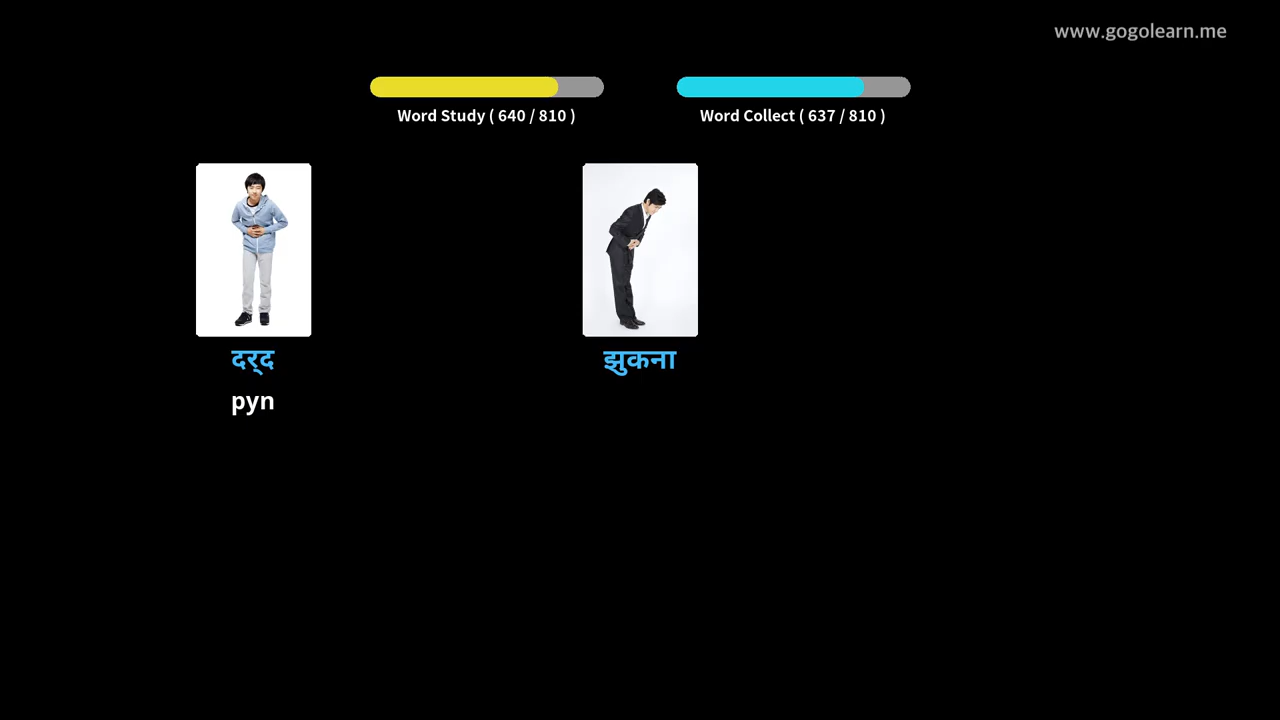 www.gogolearn.me
Word Study ( 640 / 810 )
Word Collect ( 637 / 810 )
दर्‌द
झुकना
pyn